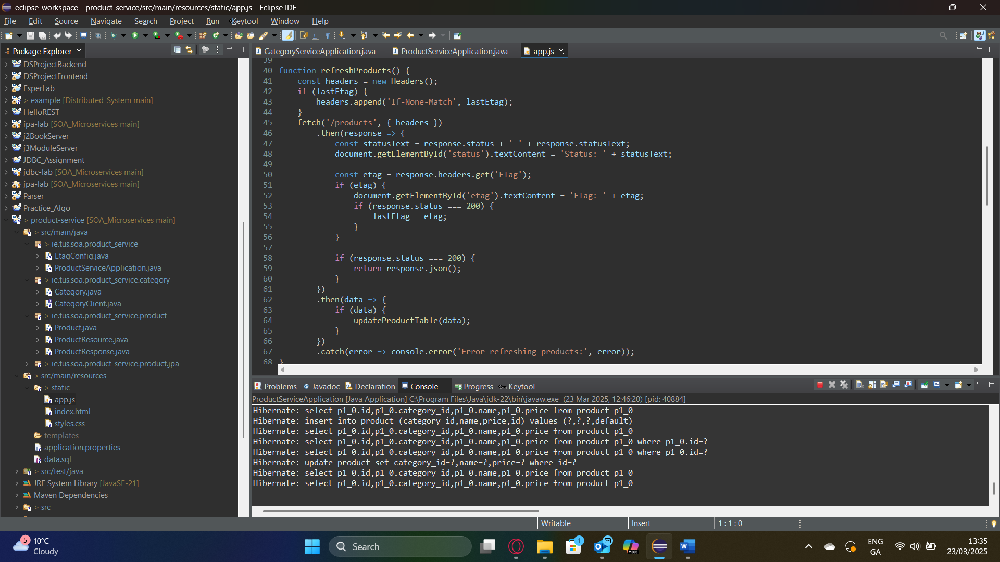 eclipse-workspace - product-service/src/main/resources/static/app.js - Eclipse IDE
File Edit Source Navigate Search Project Run Keytool Window Help
Package Explorer
CategoryServiceApplication.java ProductServiceApplication.java app.js
DSProjectBackend
DSProjectFrontend
EsperLab
> example [Distributed_System main]
HelloREST
ipa-lab [SOA_Microservices main]
j2BookServer
j3ModuleServer
JDBC_Assignment
jdbc-lab [SOA_Microservices main]
jpa-lab [SOA_Microservices main]
Parser
Practice_Algo
> product-service [SOA_Microservices main]
> src/main/java
> ie.tus.soa.product_service
EtagConfig.java
ProductServiceApplication.java
> ie.tus.soa.product_service.category
Category.java
CategoryClient.java
> ie.tus.soa.product_service.product
Product.java
ProductResource.java
ProductResponse.java
> ie.tus.soa.product_service.product.jpa
> src/main/resources
> static
app.js
index.html
styles.css
templates
application.properties
data.sql
> src/test/java
JRE System Library [JavaSE-21]
Maven Dependencies
> src
39
40 function refreshProducts() {
41 const headers = new Headers();
42 if (lastEtag) {
43 headers.append('If-None-Match', lastEtag);
44 }
45 fetch('/products', { headers })
46 .then(response => {
47 const statusText = response.status + ' ' + response.statusText;
48 document.getElementById('status').textContent = 'Status: ' + statusText;
49
50 const etag = response.headers.get('ETag');
51 if (etag) {
52 document.getElementById('etag').textContent = 'ETag: ' + etag;
53 if (response.status === 200) {
54 lastEtag = etag;
55 }
56 }
57
58 if (response.status === 200) {
59 return response.json();
60 }
61 })
62 .then(data => {
63 if (data) {
64 updateProductTable(data);
65 }
66 })
67 .catch(error => console.error('Error refreshing products:', error));
68 }
Problems Javadoc Declaration Console Progress Keytool
ProductServiceApplication [Java Application] C:\Program Files\Java\jdk-22\bin\javaw.exe (23 Mar 2025, 12:46:20) [pid: 40884]
Hibernate: select p1_0.id,p1_0.category_id,p1_0.name,p1_0.price from product p1_0
Hibernate: insert into product (category_id,name,price,id) values (?,?,?,default)
Hibernate: select p1_0.id,p1_0.category_id,p1_0.name,p1_0.price from product p1_0
Hibernate: select p1_0.id,p1_0.category_id,p1_0.name,p1_0.price from product p1_0 where p1_0.id=?
Hibernate: select p1_0.id,p1_0.category_id,p1_0.name,p1_0.price from product p1_0 where p1_0.id=?
Hibernate: update product set category_id=?,name=?,price=? where id=?
Hibernate: select p1_0.id,p1_0.category_id,p1_0.name,p1_0.price from product p1_0
Hibernate: select p1_0.id,p1_0.category_id,p1_0.name,p1_0.price from product p1_0
Writable Insert 1 : 1 : 0
5
10°C
Cloudy
Search
1
M365
ENG
GA
13:35
23/03/2025